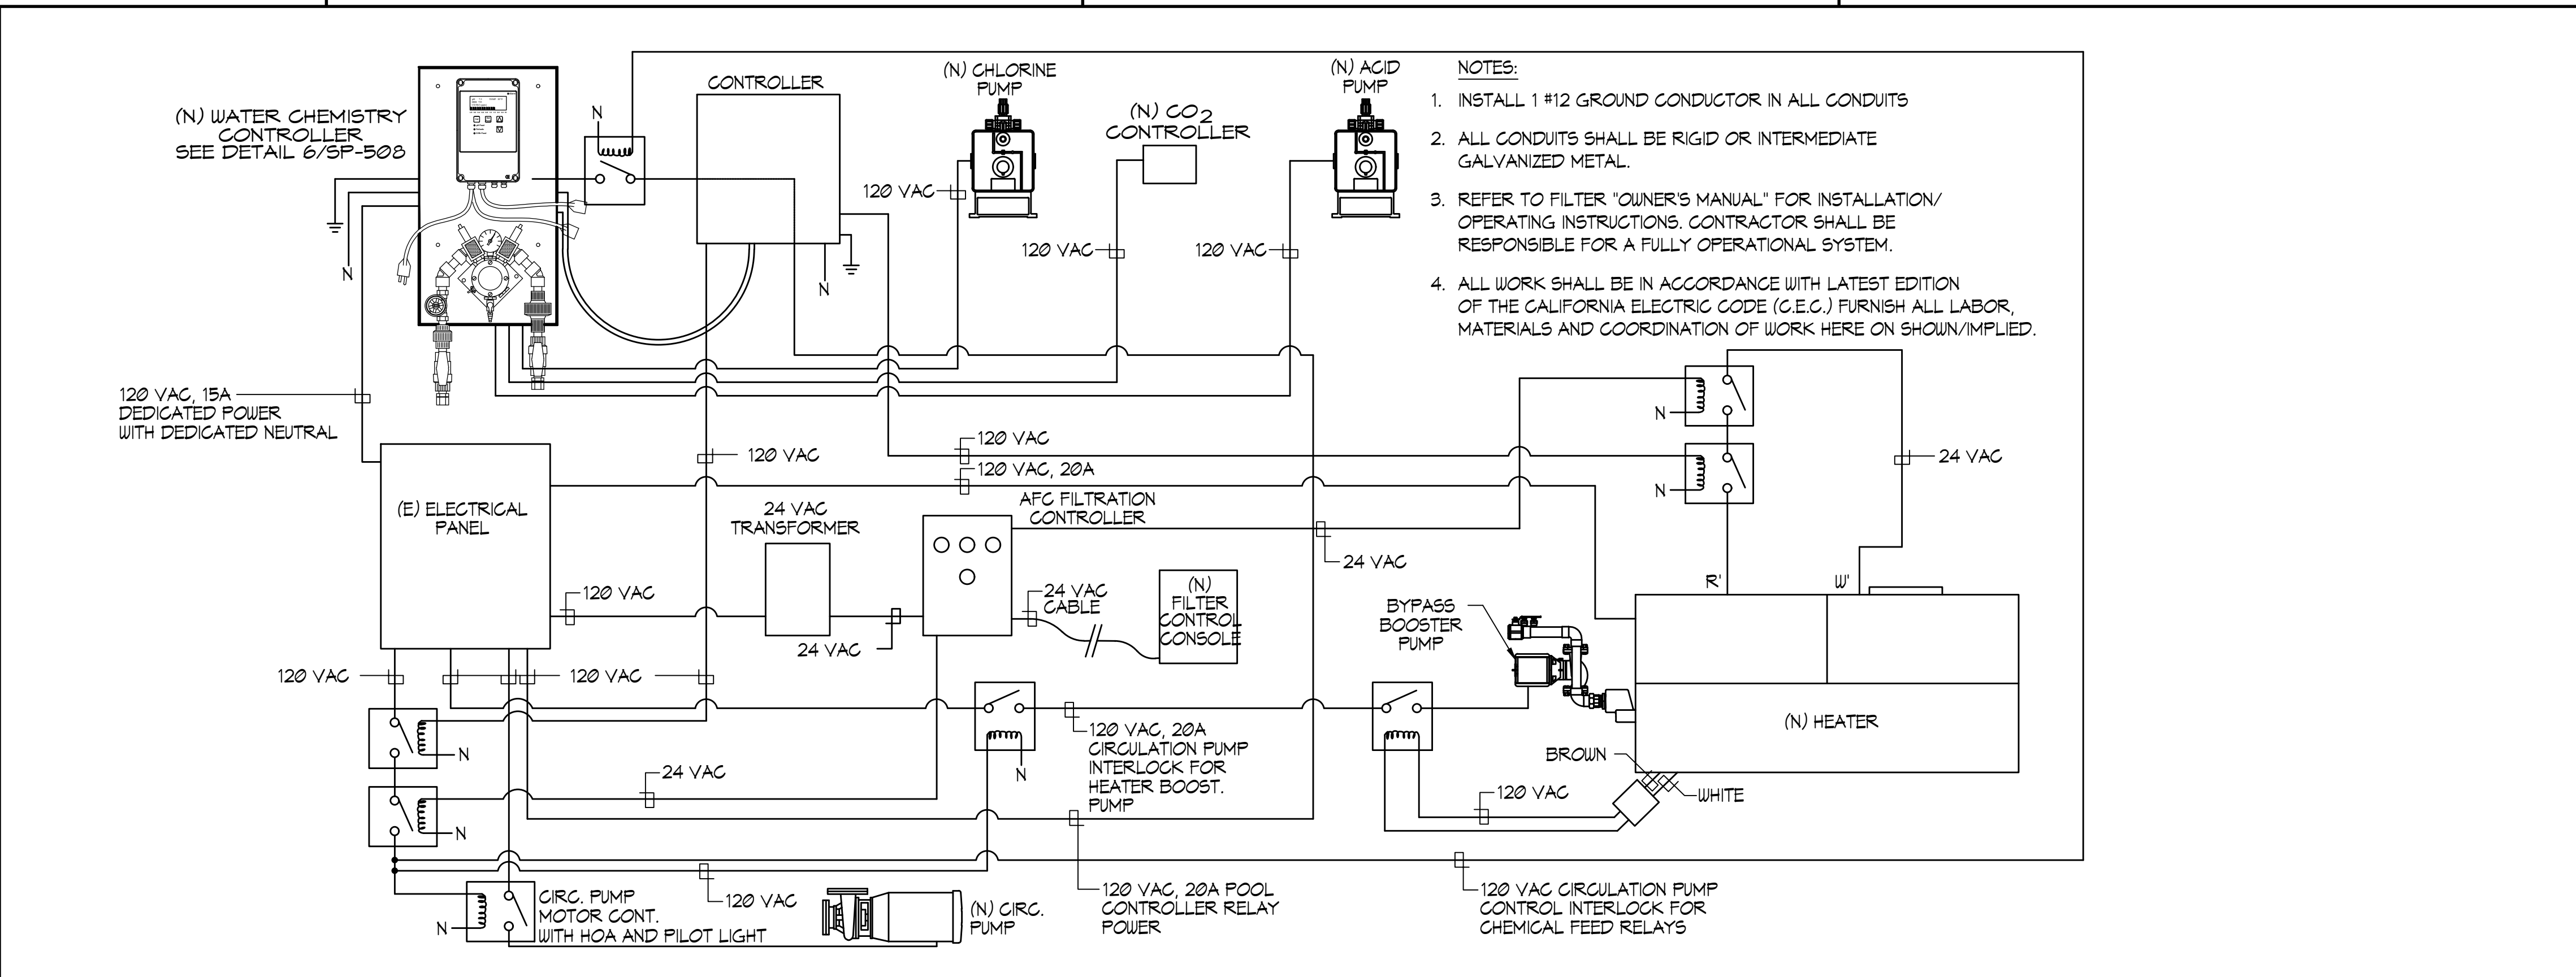 (N) WATER CHEMISTRY
CONTROLLER
SEE DETAIL 6/SP-508
N
N
CONTROLLER
N
(N) CHLORINE
PUMP
120 VAC
(N) CO2
CONTROLLER
120 VAC
(N) ACID
PUMP
120 VAC
NOTES:
1. INSTALL 1 #12 GROUND CONDUCTOR IN ALL CONDUITS
2. ALL CONDUITS SHALL BE RIGID OR INTERMEDIATE
GALVANIZED METAL.
3. REFER TO FILTER "OWNER'S MANUAL" FOR INSTALLATION/
OPERATING INSTRUCTIONS. CONTRACTOR SHALL BE
RESPONSIBLE FOR A FULLY OPERATIONAL SYSTEM.
4. ALL WORK SHALL BE IN ACCORDANCE WITH LATEST EDITION
OF THE CALIFORNIA ELECTRIC CODE (C.E.C.) FURNISH ALL LABOR,
MATERIALS AND COORDINATION OF WORK HERE ON SHOWN/IMPLIED.
120 VAC, 15A
DEDICATED POWER
WITH DEDICATED NEUTRAL
120 VAC
120 VAC
120 VAC, 20A
N
N
24 VAC
(E) ELECTRICAL
PANEL
24 VAC
TRANSFORMER
AFC FILTRATION
CONTROLLER
24 VAC
120 VAC
24 VAC
24 VAC
CABLE
(N)
FILTER
CONTROL
CONSOLE
R'
W'
BYPASS
BOOSTER
PUMP
120 VAC
120 VAC
N
24 VAC
N
N
120 VAC, 20A
CIRCULATION PUMP
INTERLOCK FOR
HEATER BOOST.
PUMP
(N) HEATER
BROWN
WHITE
120 VAC
N
CIRC. PUMP
MOTOR CONT.
WITH HOA AND PILOT LIGHT
120 VAC
(N) CIRC.
PUMP
120 VAC, 20A POOL
CONTROLLER RELAY
POWER
120 VAC CIRCULATION PUMP
CONTROL INTERLOCK FOR
CHEMICAL FEED RELAYS